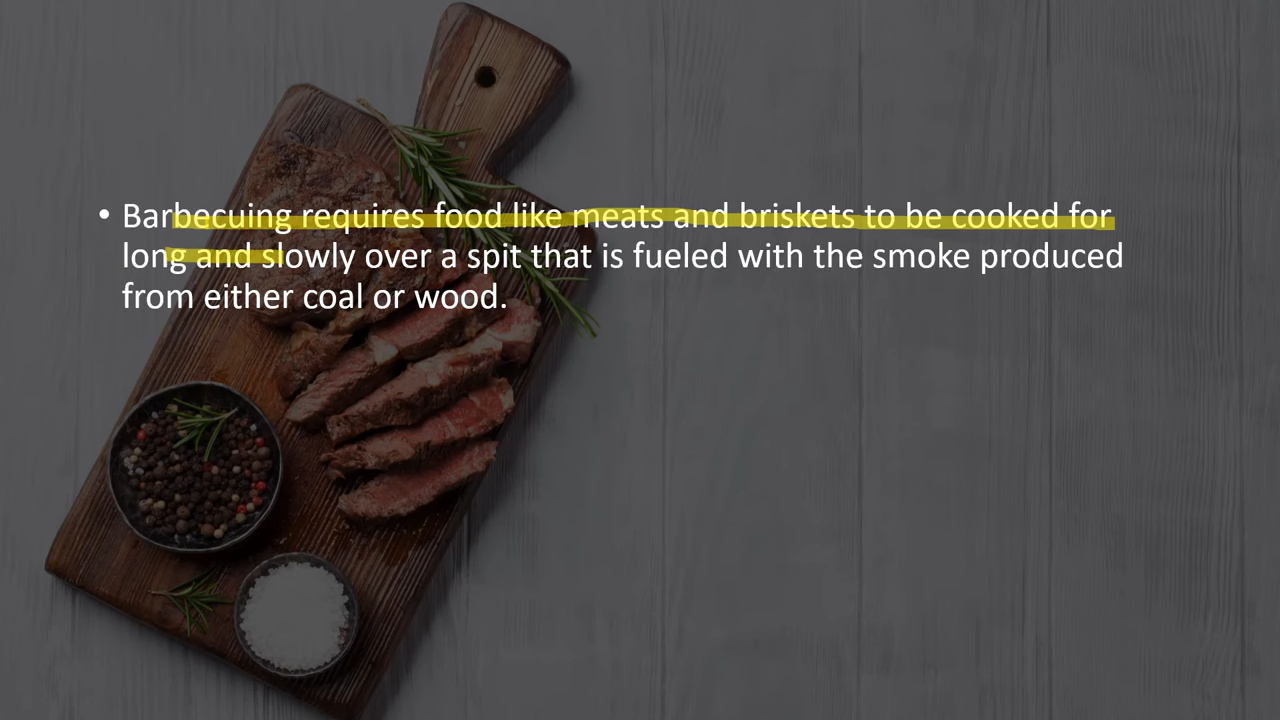 • Barbecuing requires food like meats and briskets to be cooked for
long and slowly over a spit that is fueled with the smoke produced
from either coal or wood.